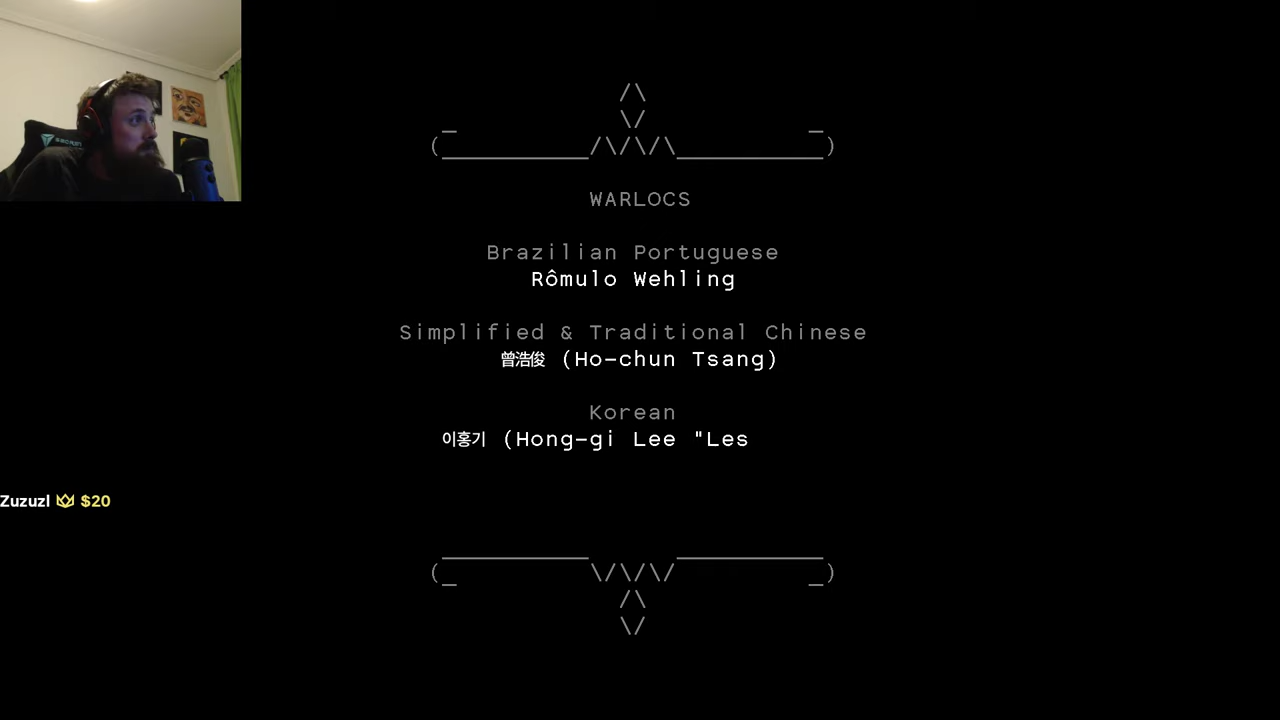 WARLOCS
Brazilian Portuguese
Rômulo Wehling
Simplified & Traditional Chinese
曾浩俊 (Ho-chun Tsang)
Korean
이홍기 (Hong-gi Lee "Les
Zuzuzl $20